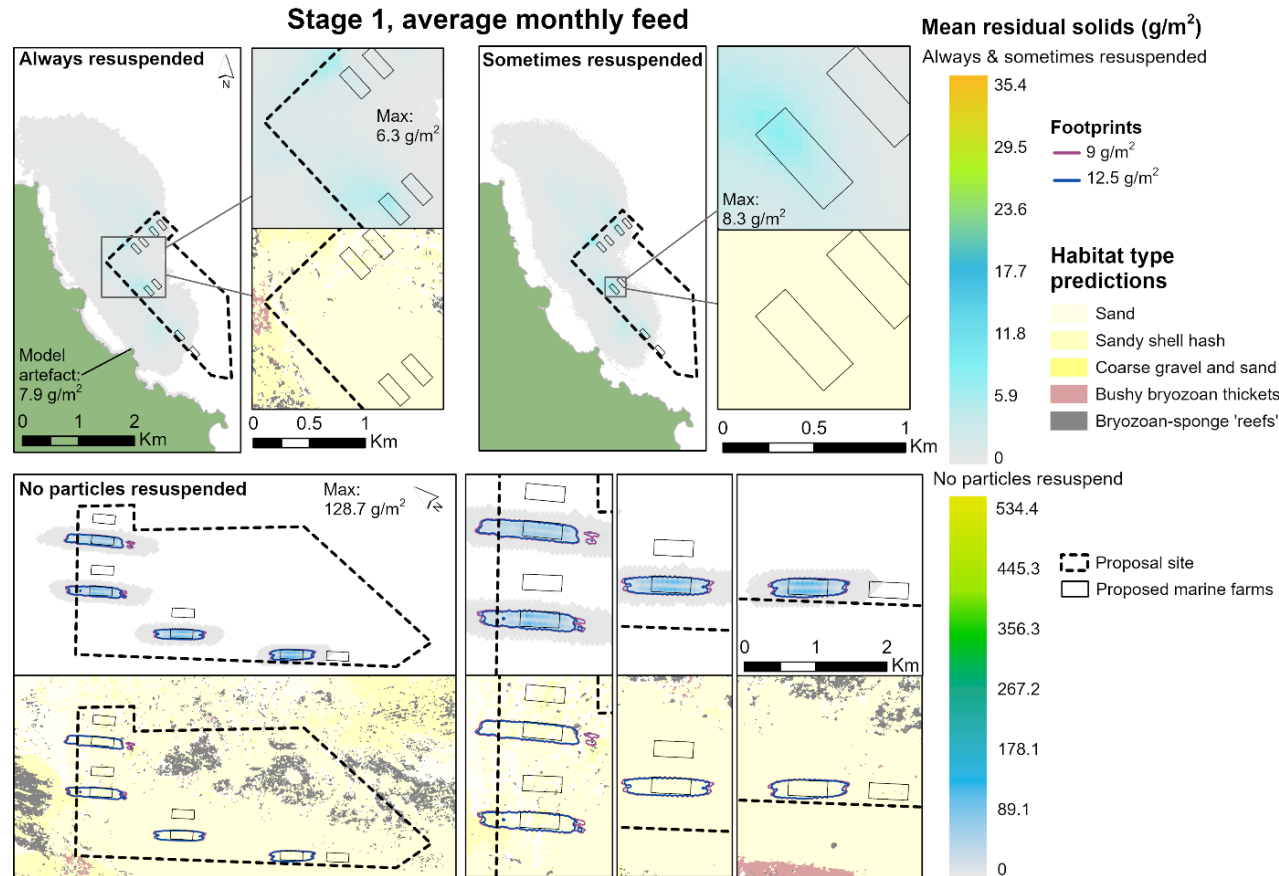 Stage 1, average monthly feed
Always resuspended
N
Max:
6.3 g/m²
Model
artefact:
7.9 g/m²
0 1 2
Km
0 0.5 1
Km
Sometimes resuspended
Max:
8.3 g/m²
0 0.5 1
Km
Mean residual solids (g/m²)
Always & sometimes resuspended
35.4
29.5
23.6
17.7
11.8
5.9
0
Footprints
9 g/m²
12.5 g/m²
Habitat type
predictions
Sand
Sandy shell hash
Coarse gravel and sand
Bushy bryozoan thickets
Bryozoan-sponge 'reefs'
No particles resuspended
Max:
128.7 g/m²
N
0 1 2
Km
No particles resuspend
534.4
445.3
356.3
267.2
178.1
89.1
0
Proposal site
Proposed marine farms